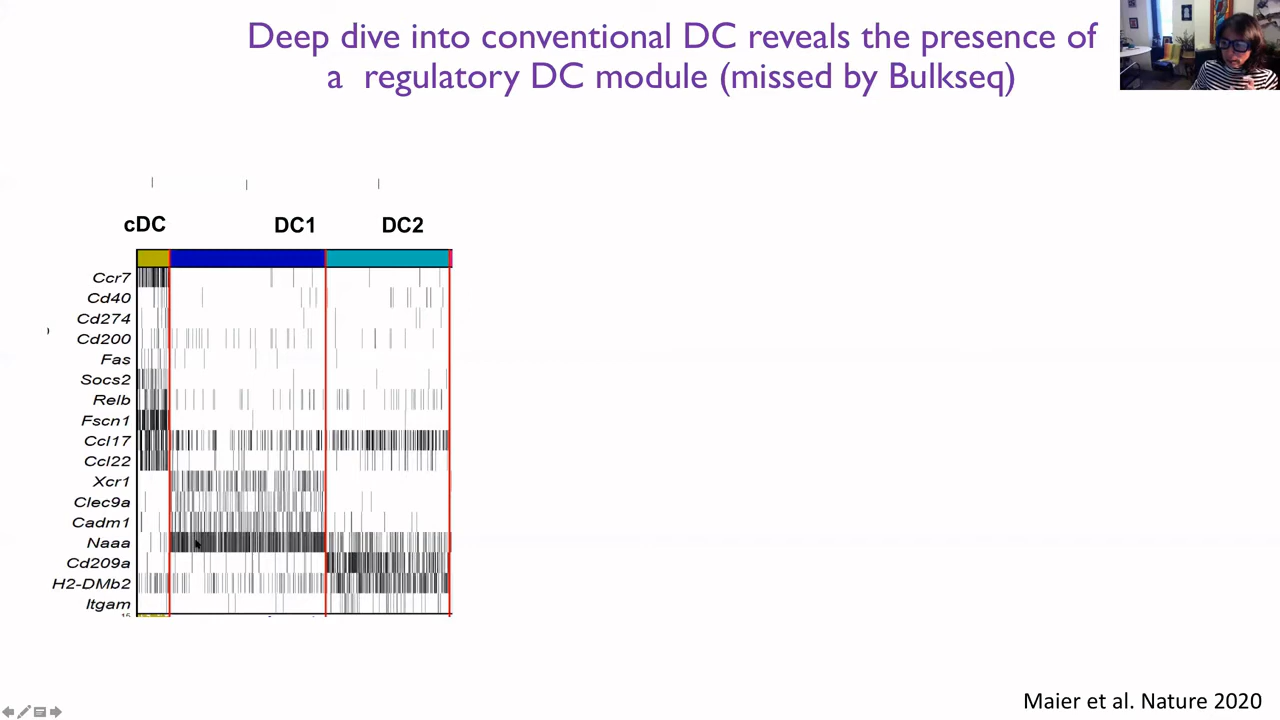 Deep dive into conventional DC reveals the presence of
a regulatory DC module (missed by Bulkseq)
cDC DC1 DC2
Ccr7
Cd40
Cd274
Cd200
Fas
Socs2
Relb
Fscn1
Ccl17
Ccl22
Xcr1
Clec9a
Cadm1
Naaa
Cd209a
H2-DMb2
Itgam
Maier et al. Nature 2020